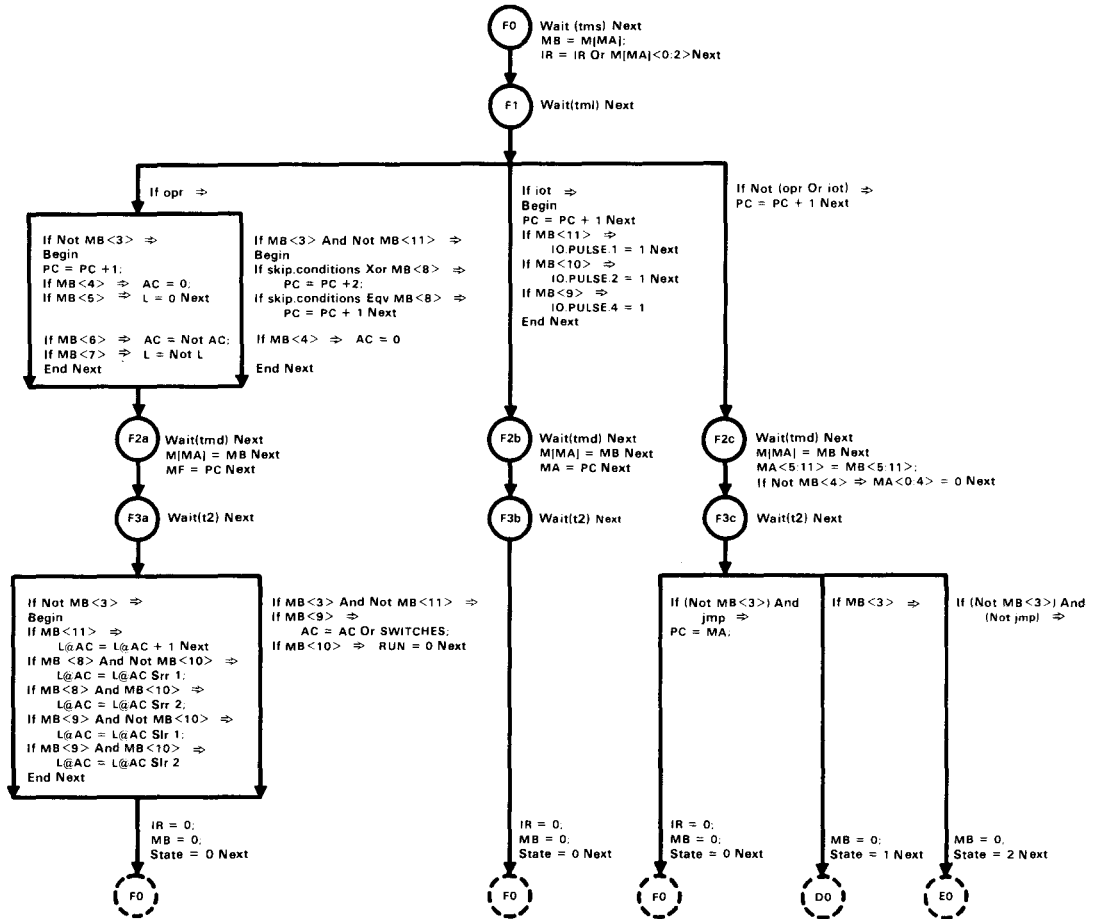 F0
Wait (tms) Next
MB = M[MA];
IR = IR Or M[MA]<0:2>Next
F1
Wait(tml) Next
If opr ⇒
If Not MB<3> ⇒
Begin
PC = PC +1;
If MB<4> ⇒ AC = 0;
If MB<5> ⇒ L = 0 Next
If MB<6> ⇒ AC = Not AC;
If MB<7> ⇒ L = Not L
End Next
If MB<3> And Not MB<11> ⇒
Begin
If skip.conditions Xor MB<8> ⇒
PC = PC +2;
If skip.conditions Eqv MB<8> ⇒
PC = PC + 1 Next
If MB<4> ⇒ AC = 0
End Next
If iot ⇒
Begin
PC = PC + 1 Next
If MB<11> ⇒
IO.PULSE.1 = 1 Next
If MB<10> ⇒
IO.PULSE.2 = 1 Next
If MB<9> ⇒
IO.PULSE.4 = 1
End Next
If Not (opr Or iot) ⇒
PC = PC + 1 Next
F2a
Wait(tmd) Next
M[MA] = MB Next
MF = PC Next
F2b
Wait(tmd) Next
M[MA] = MB Next
MA = PC Next
F2c
Wait(tmd) Next
M[MA] = MB Next
MA<5:11> = MB<5:11>;
If Not MB<4> ⇒ MA<0:4> = 0 Next
F3a
Wait(t2) Next
F3b
Wait(t2) Next
F3c
Wait(t2) Next
If Not MB<3> ⇒
Begin
If MB<11> ⇒
L@AC = L@AC + 1 Next
If MB <8> And Not MB<10> ⇒
L@AC = L@AC Srr 1;
If MB<8> And MB<10> ⇒
L@AC = L@AC Srr 2;
If MB<9> And Not MB<10> ⇒
L@AC = L@AC Slr 1;
If MB<9> And MB<10> ⇒
L@AC = L@AC Slr 2
End Next
If MB<3> And Not MB<11> ⇒
If MB<9> ⇒
AC = AC Or SWITCHES;
If MB<10> ⇒ RUN = 0 Next
If (Not MB<3>) And
jmp ⇒
PC = MA;
If MB<3> ⇒
If (Not MB<3>) And
(Not jmp) ⇒
IR = 0;
MB = 0;
State = 0 Next
IR = 0;
MB = 0;
State = 0 Next
IR = 0;
MB = 0;
State = 0 Next
MB = 0;
State = 1 Next
MB = 0,
State = 2 Next
F0
F0
F0
D0
E0